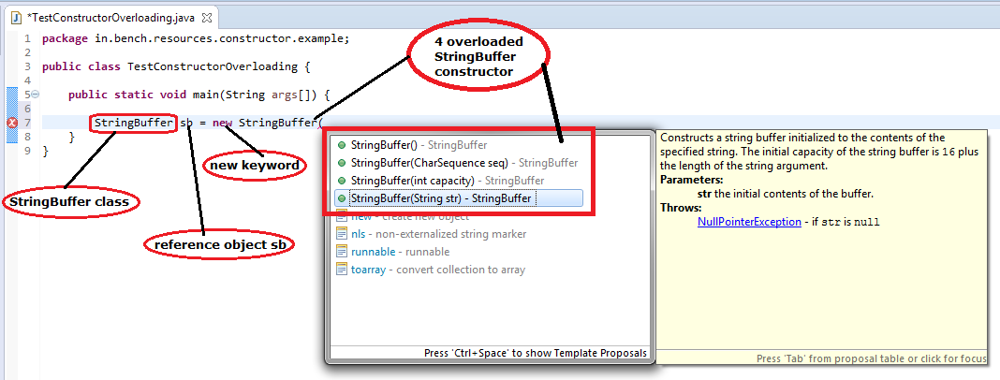 *TestConstructorOverloading.java
1 package in.bench.resources.constructor.example;
2
3 public class TestConstructorOverloading {
4
5 public static void main(String args[]) {
6
7 StringBuffer sb = new StringBuffer(
8 }
9 }
4 overloaded
StringBuffer
constructor
new keyword
StringBuffer class
reference object sb
StringBuffer() - StringBuffer
StringBuffer(CharSequence seq) - StringBuffer
StringBuffer(int capacity) - StringBuffer
StringBuffer(String str) - StringBuffer
new - create new object
nls - non-externalized string marker
runnable - runnable
toarray - convert collection to array
Press 'Ctrl+Space' to show Template Proposals
Constructs a string buffer initialized to the contents of the
specified string. The initial capacity of the string buffer is 16 plus
the length of the string argument.
Parameters:
str the initial contents of the buffer.
Throws:
NullPointerException - if str is null
Press 'Tab' from proposal table or click for focus